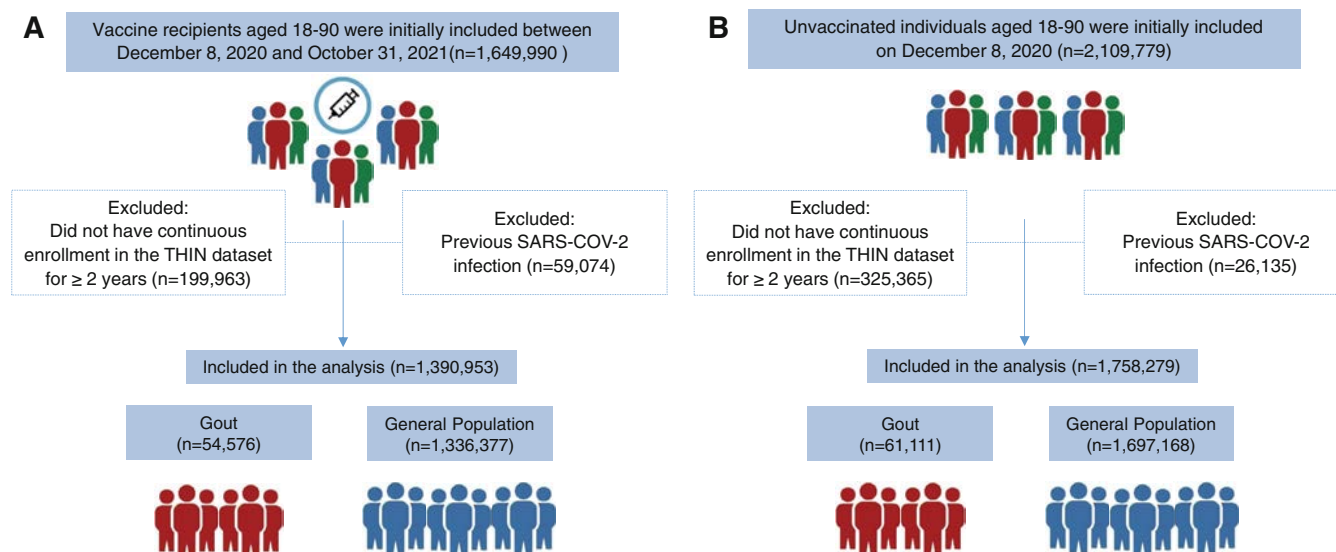 A
Vaccine recipients aged 18-90 were initially included between
December 8, 2020 and October 31, 2021(n=1,649,990 )
Excluded:
Did not have continuous
enrollment in the THIN dataset
for ≥ 2 years (n=199,963)
Excluded:
Previous SARS-COV-2
infection (n=59,074)
Included in the analysis (n=1,390,953)
Gout
(n=54,576)
General Population
(n=1,336,377)
B
Unvaccinated individuals aged 18-90 were initially included
on December 8, 2020 (n=2,109,779)
Excluded:
Did not have continuous
enrollment in the THIN dataset
for ≥ 2 years (n=325,365)
Excluded:
Previous SARS-COV-2
infection (n=26,135)
Included in the analysis (n=1,758,279)
Gout
(n=61,111)
General Population
(n=1,697,168)